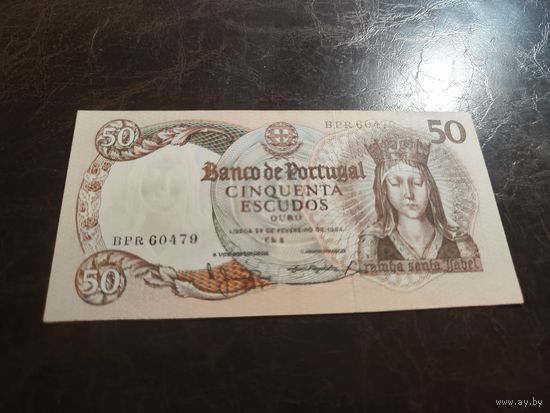 50
BPR 60479
50
Banco de Portugal
CINQUENTA
ESCUDOS
OURO
LISBOA 28 DE FEVEREIRO DE 1964
BPR 60479
50
rainha santa isabel
www.ay.by